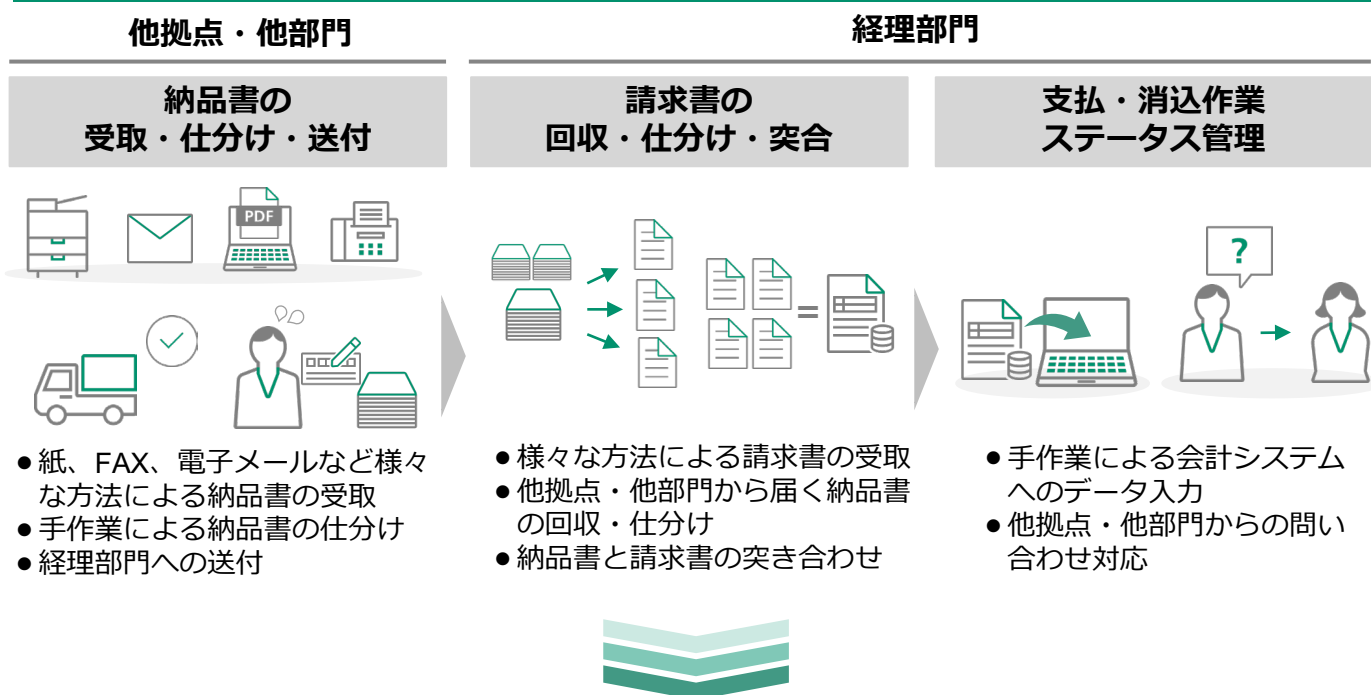 他拠点・他部門
経理部門
納品書の
受取・仕分け・送付
請求書の
回収・仕分け・突合
支払・消込作業
ステータス管理
PDF
?
●紙、FAX、電子メールなど様々
な方法による納品書の受取
●手作業による納品書の仕分け
●経理部門への送付
●様々な方法による請求書の受取
●他拠点・他部門から届く納品書
の回収・仕分け
●納品書と請求書の突き合わせ
●手作業による会計システム
へのデータ入力
●他拠点・他部門からの問い
合わせ対応